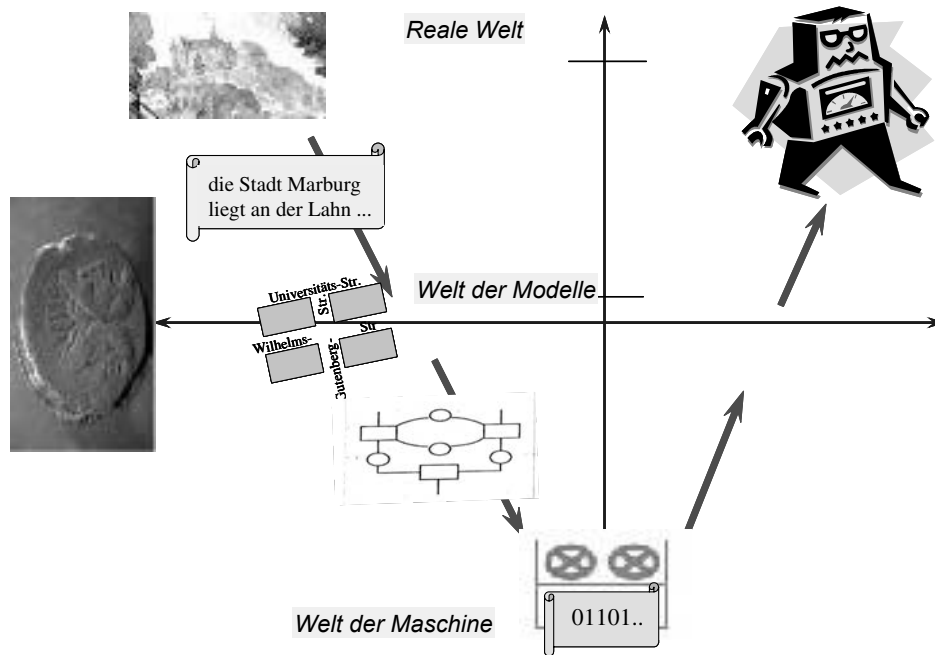 Reale Welt
die Stadt Marburg
liegt an der Lahn ...
Universitäts-Str.
Str.
Welt der Modelle
Wilhelms-
Str
Gutenberg-
01101..
Welt der Maschine